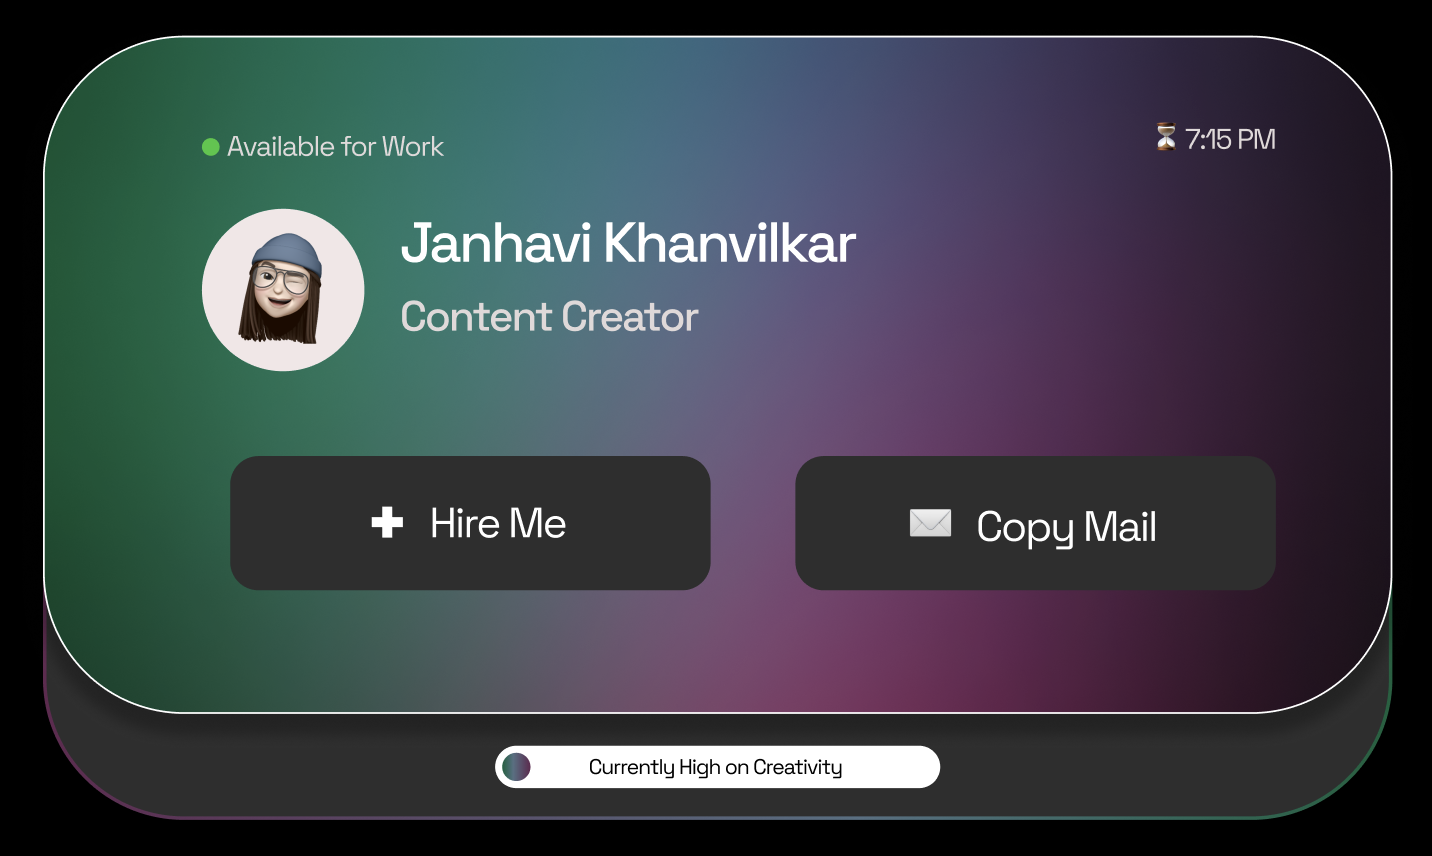 Available for Work
7:15 PM
Janhavi Khanvilkar
Content Creator
Hire Me
Copy Mail
Currently High on Creativity